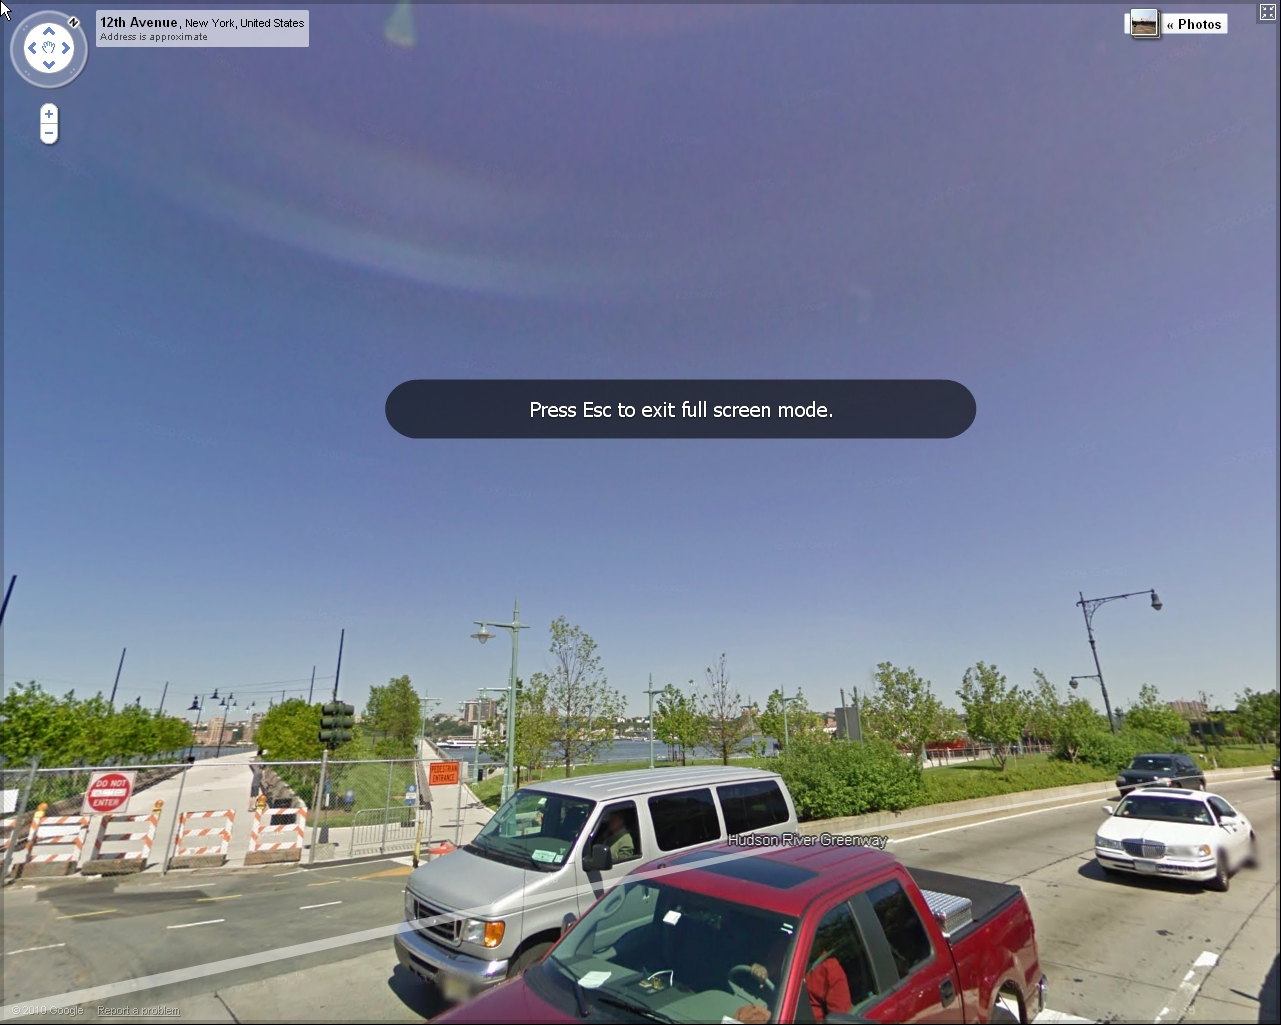 12th Avenue, New York, United States
Address is approximate
N
« Photos
Press Esc to exit full screen mode.
DO NOT
ENTER
PEDESTRIAN
ENTRANCE
Hudson River Greenway
© 2010 Google Report a problem